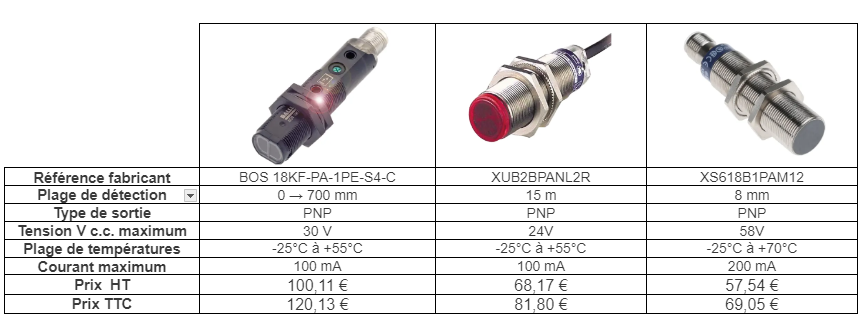 Référence fabricant BOS 18KF-PA-1PE-S4-C XUB2BPANL2R XS618B1PAM12
Plage de détection 0 → 700 mm 15 m 8 mm
Type de sortie PNP PNP PNP
Tension V c.c. maximum 30 V 24V 58V
Plage de températures -25°C à +55°C -25°C à +55°C -25°C à +70°C
Courant maximum 100 mA 100 mA 200 mA
Prix HT 100,11 € 68,17 € 57,54 €
Prix TTC 120,13 € 81,80 € 69,05 €